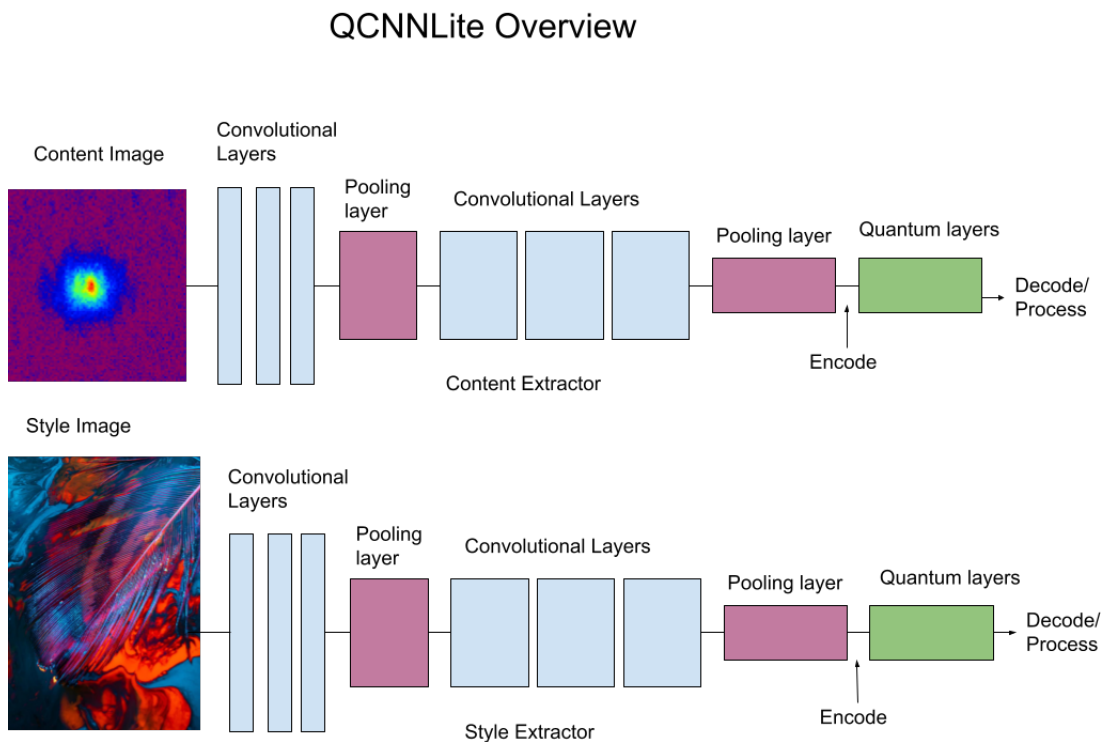 QCNNLite Overview
Content Image
Convolutional
Layers
Pooling
layer
Convolutional Layers
Pooling layer
Quantum layers
Decode/
Process
Encode
Content Extractor
Style Image
Convolutional
Layers
Pooling
layer
Convolutional Layers
Pooling layer
Quantum layers
Decode/
Process
Encode
Style Extractor